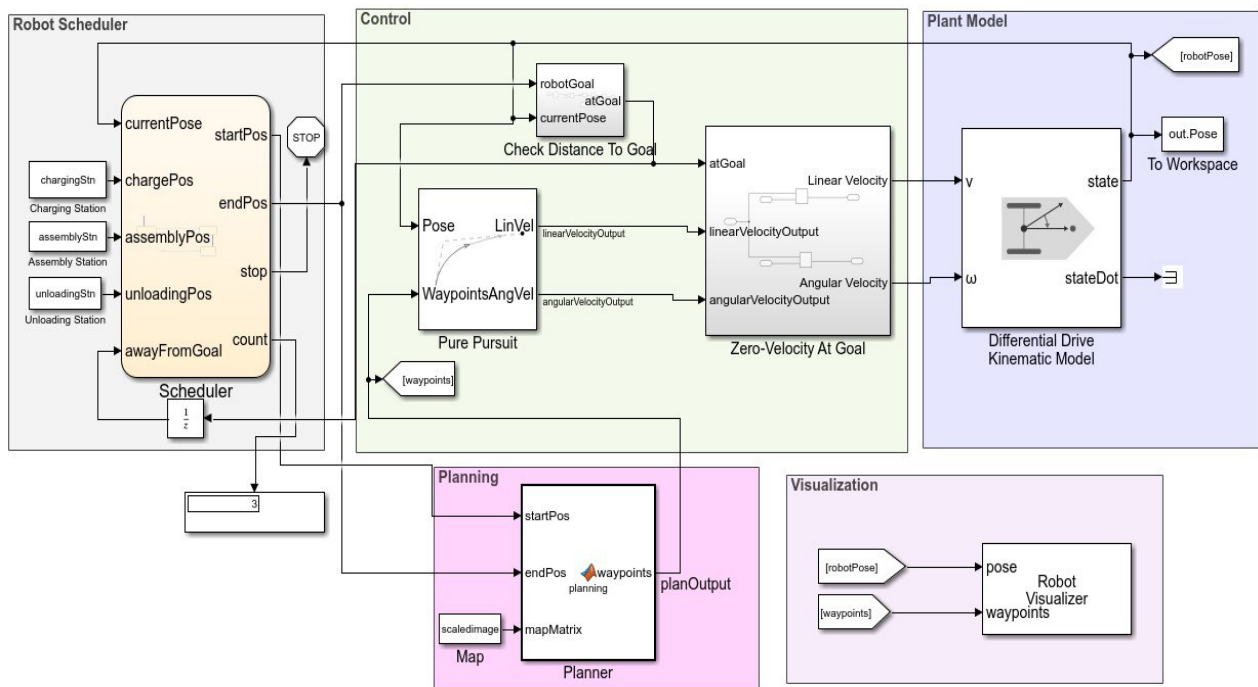 Robot Scheduler
currentPose
startPos
STOP
chargingStn
Charging Station
chargePos
endPos
assemblyStn
Assembly Station
assemblyPos
stop
unloadingStn
Unloading Station
unloadingPos
count
awayFromGoal
Scheduler
1
z
3
Control
robotGoal
atGoal
currentPose
Check Distance To Goal
Pose
LinVel
linearVelocityOutput
WaypointsAngVel
angularVelocityOutput
Pure Pursuit
[waypoints]
atGoal
Linear Velocity
linearVelocityOutput
Angular Velocity
angularVelocityOutput
Zero-Velocity At Goal
Plant Model
[robotPose]
out.Pose
To Workspace
v
state
ω
stateDot
Differential Drive
Kinematic Model
Planning
startPos
endPos
waypoints
planning
planOutput
scaledimage
mapMatrix
Map
Planner
Visualization
[robotPose]
pose
Robot
Visualizer
[waypoints]
waypoints